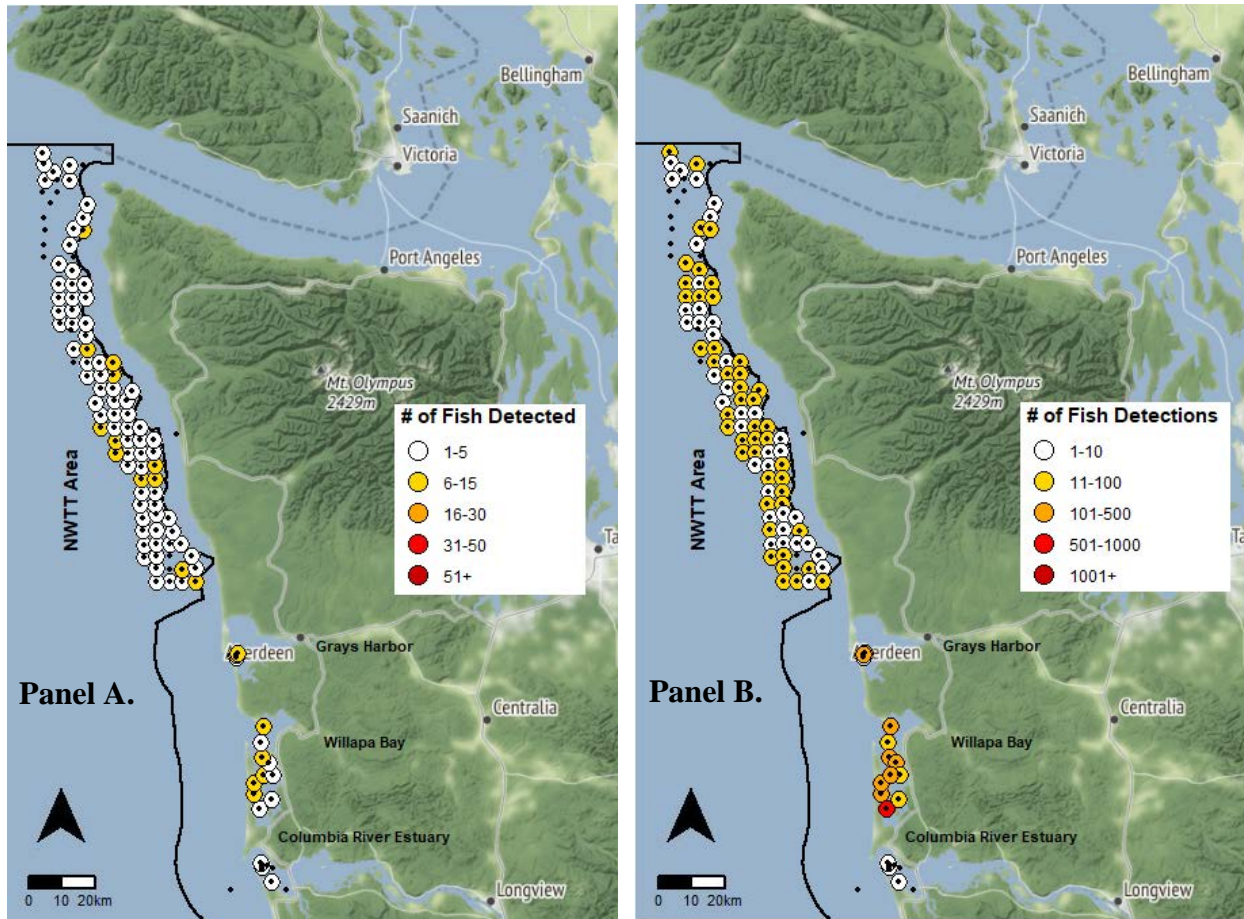 Bellingham
Saanich
Victoria
Port Angeles
Mt. Olympus
2429m
NWTT Area
# of Fish Detected
1-5
6-15
16-30
31-50
51+
Aberdeen
Grays Harbor
Panel A.
Centralia
Willapa Bay
Columbia River Estuary
0 10 20km
Longview
Ta
Bellingham
Saanich
Victoria
Port Angeles
Mt. Olympus
2429m
NWTT Area
# of Fish Detections
1-10
11-100
101-500
501-1000
1001+
Ta
Aberdeen
Grays Harbor
Panel B.
Centralia
Willapa Bay
Columbia River Estuary
0 10 20km
Longview